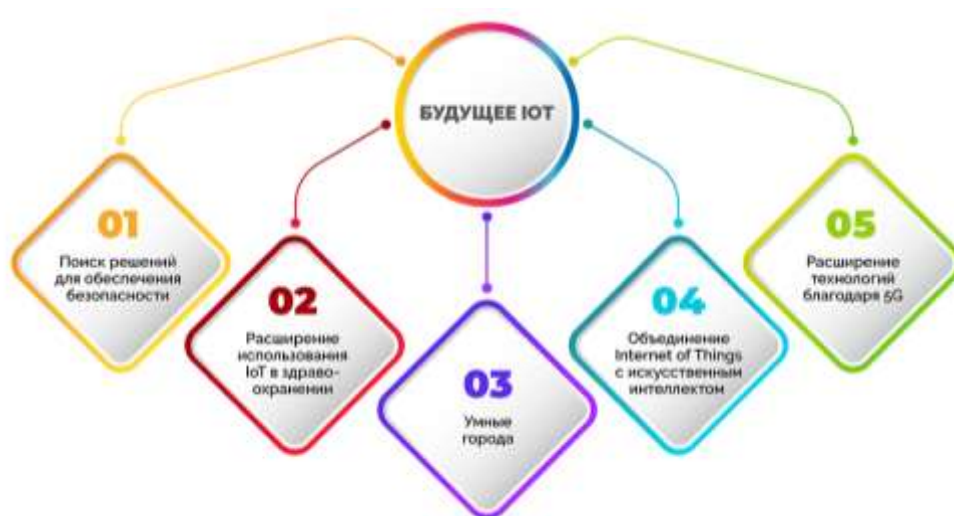 БУДУЩЕЕ IOT
01
Поиск решений
для обеспечения
безопасности
02
Расширение
использования
IoT в здраво-
охранении
03
Умные
города
04
Объединение
Internet of Things
с искусственным
интеллектом
05
Расширение
технологий
благодаря 5G